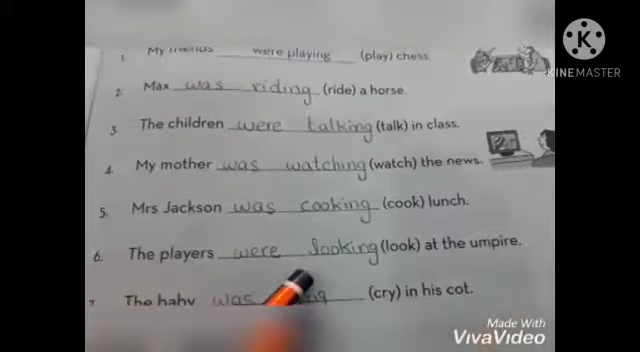 1. My friends were playing (play) chess.
2. Max was riding (ride) a horse.
3. The children were talking (talk) in class.
4. My mother was watching (watch) the news.
5. Mrs Jackson was cooking (cook) lunch.
6. The players were looking (look) at the umpire.
7. The baby was (cry) in his cot.
KINEMASTER
Made With
VivaVideo